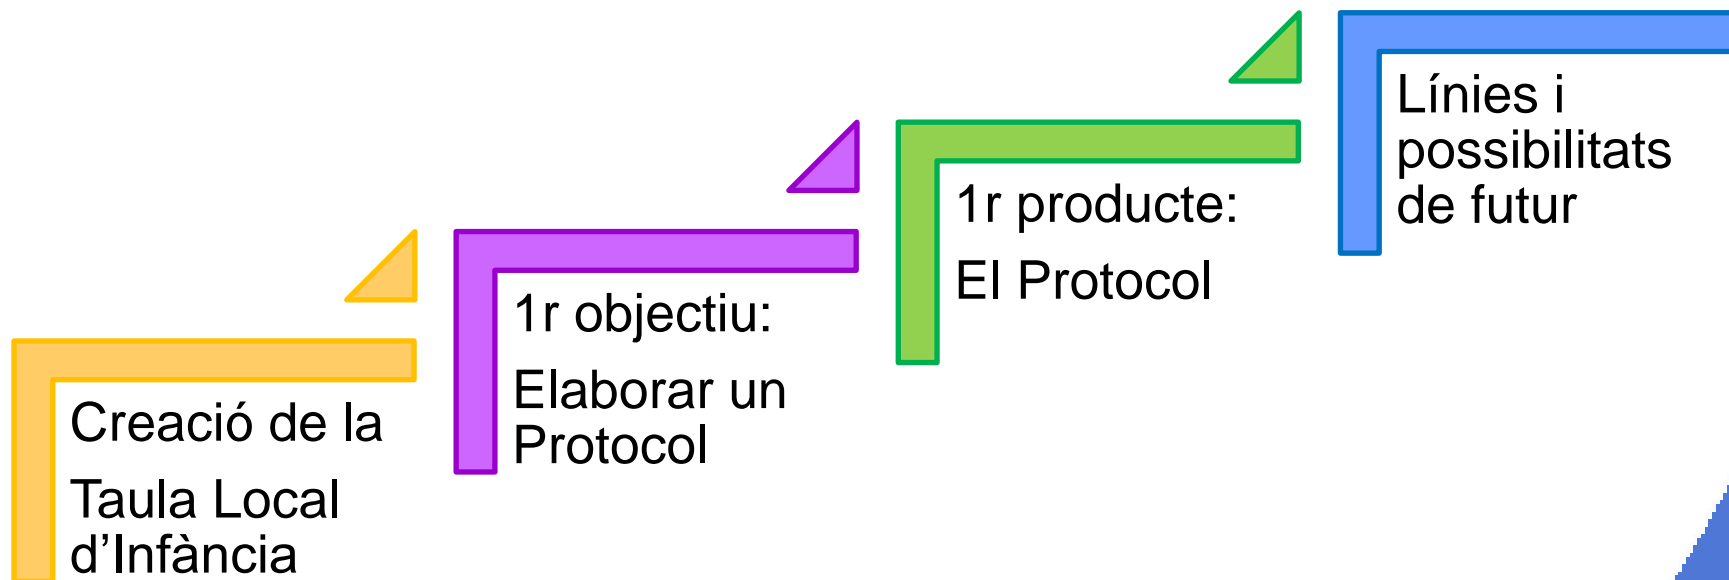 Creació de la
Taula Local
d’Infància
1r objectiu:
Elaborar un
Protocol
1r producte:
El Protocol
Línies i
possibilitats
de futur